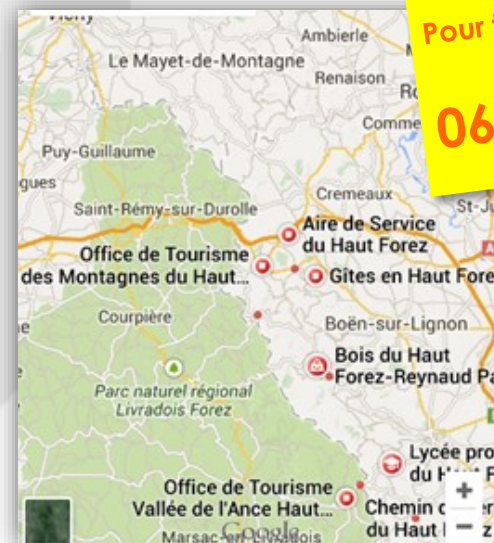 Pour
06
Vichy
Ambierle
Le Mayet-de-Montagne
Renaison
Puy-Guillaume
Cremeaux
Saint-Rémy-sur-Durolle
Aire de Service
du Haut Forez
Office de Tourisme
des Montagnes du Haut...
Gîtes en Haut Fore
Courpière
Boën-sur-Lignon
Bois du Haut
Forez-Reynaud Pa
Parc naturel régional
Livradois Forez
Lycée pro
du H
Office de Tourisme
Vallée de l'Ance Haut...
Chemin
du Haut
Google